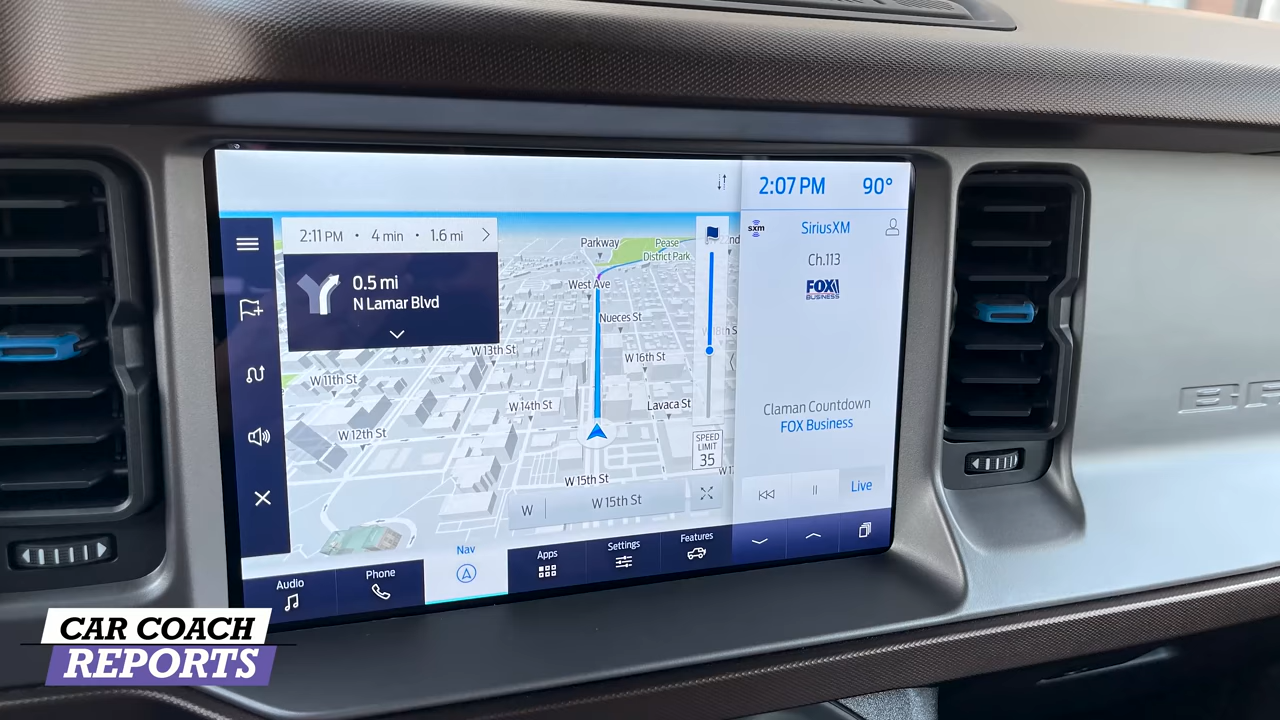 2:07 PM
90°
2:11 PM • 4 min • 1.6 mi
0.5 mi
N Lamar Blvd
Parkway
Pease
District Park
West Ave
Nueces St
W 13th St
W 16th St
W 11th St
W 14th St
Lavaca St
W 12th St
W 15th St
SPEED
LIMIT
35
W
W 15th St
sxm
SiriusXM
Ch.113
FOX
BUSINESS
Claman Countdown
FOX Business
Live
Audio
Phone
Nav
Apps
Settings
Features
CAR COACH
REPORTS